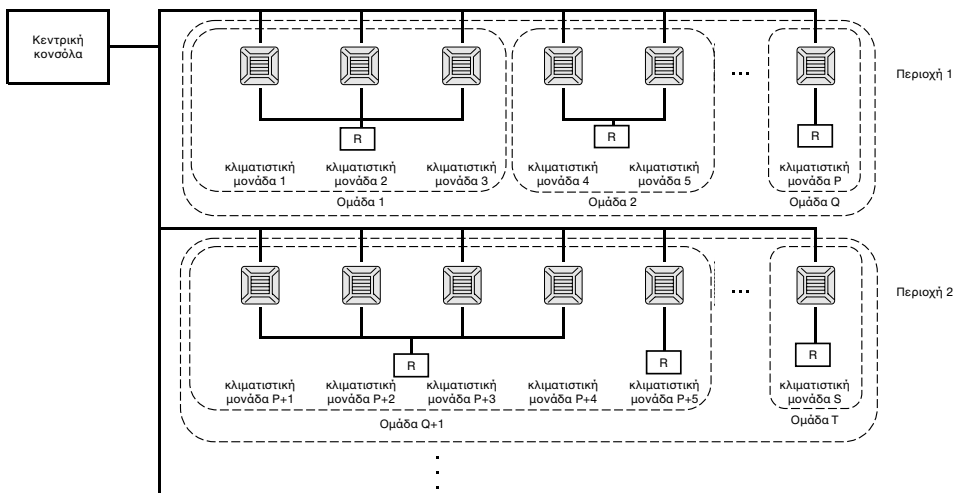 Κεντρική
κονσόλα
Περιοχή 1
R
R
R
κλιματιστική
μονάδα 1
κλιματιστική
μονάδα 2
κλιματιστική
μονάδα 3
κλιματιστική
μονάδα 4
κλιματιστική
μονάδα 5
κλιματιστική
μονάδα P
Ομάδα 1
Ομάδα 2
Ομάδα Q
Περιοχή 2
R
R
R
κλιματιστική
μονάδα P+1
κλιματιστική
μονάδα P+2
κλιματιστική
μονάδα P+3
κλιματιστική
μονάδα P+4
κλιματιστική
μονάδα P+5
κλιματιστική
μονάδα S
Ομάδα Q+1
Ομάδα T